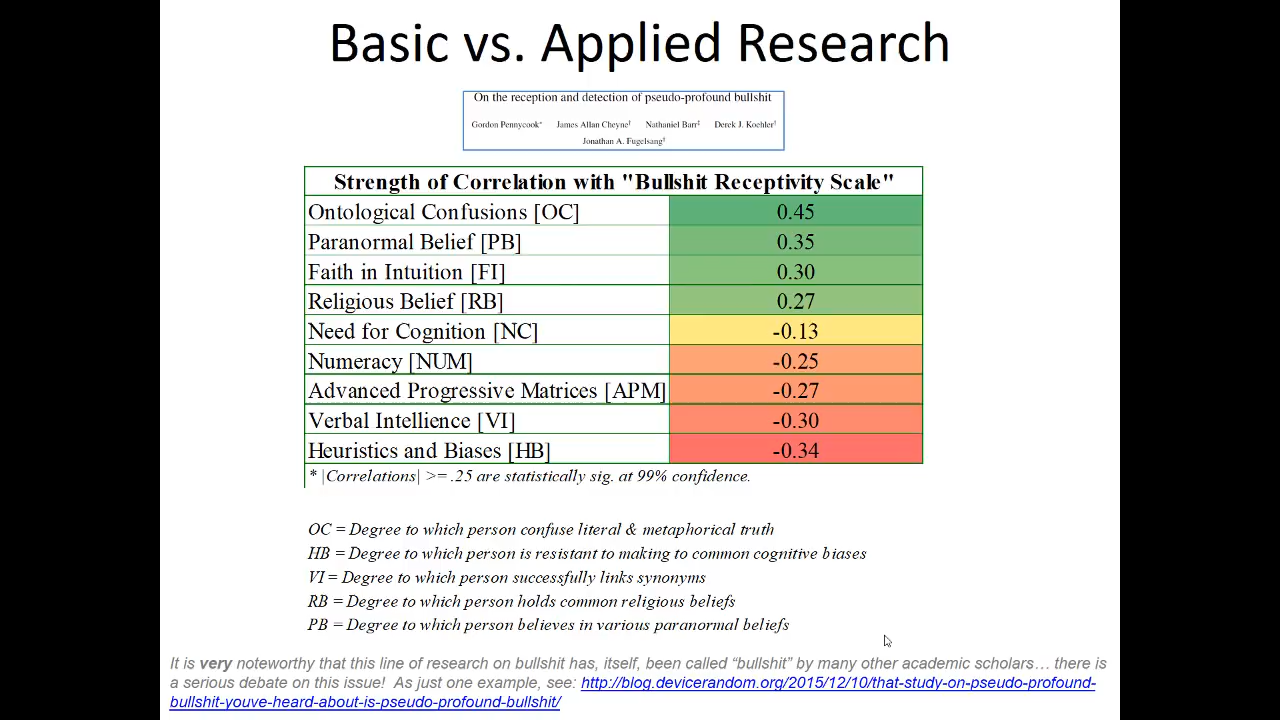 Basic vs. Applied Research
On the reception and detection of pseudo-profound bullshit
Gordon Pennycook* James Allan Cheyne† Nathaniel Barr‡ Derek J. Koehler†
Jonathan A. Fugelsang†
Strength of Correlation with "Bullshit Receptivity Scale"
Ontological Confusions [OC] 0.45
Paranormal Belief [PB] 0.35
Faith in Intuition [FI] 0.30
Religious Belief [RB] 0.27
Need for Cognition [NC] -0.13
Numeracy [NUM] -0.25
Advanced Progressive Matrices [APM] -0.27
Verbal Intellience [VI] -0.30
Heuristics and Biases [HB] -0.34
* |Correlations| >= .25 are statistically sig. at 99% confidence.
OC = Degree to which person confuse literal & metaphorical truth
HB = Degree to which person is resistant to making to common cognitive biases
VI = Degree to which person successfully links synonyms
RB = Degree to which person holds common religious beliefs
PB = Degree to which person believes in various paranormal beliefs
It is very noteworthy that this line of research on bullshit has, itself, been called “bullshit” by many other academic scholars… there is
a serious debate on this issue! As just one example, see: http://blog.devicerandom.org/2015/12/10/that-study-on-pseudo-profound-
bullshit-youve-heard-about-is-pseudo-profound-bullshit/